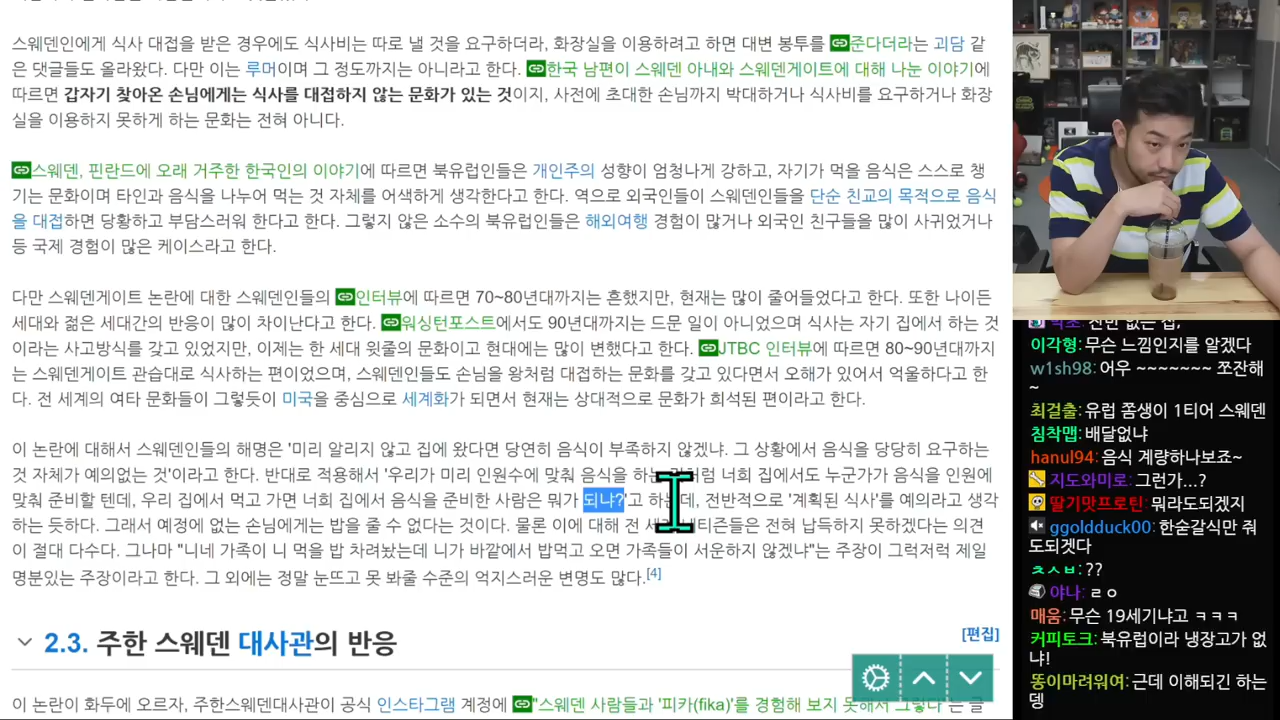 스웨덴인에게 식사 대접을 받은 경우에도 식사비는 따로 낼 것을 요구하더라, 화장실을 이용하려고 하면 대변 봉투를 준다더라는 괴담 같
은 댓글들도 올라왔다. 다만 이는 루머이며 그 정도까지는 아니라고 한다. 한국 남편이 스웨덴 아내와 스웨덴게이트에 대해 나눈 이야기에
따르면 갑자기 찾아온 손님에게는 식사를 대접하지 않는 문화가 있는 것이지, 사전에 초대한 손님까지 박대하거나 식사비를 요구하거나 화장
실을 이용하지 못하게 하는 문화는 전혀 아니다.
스웨덴, 핀란드에 오래 거주한 한국인의 이야기에 따르면 북유럽인들은 개인주의 성향이 엄청나게 강하고, 자기가 먹을 음식은 스스로 챙
기는 문화이며 타인과 음식을 나누어 먹는 것 자체를 어색하게 생각한다고 한다. 역으로 외국인들이 스웨덴인들을 단순 친교의 목적으로 음식
을 대접하면 당황하고 부담스러워 한다고 한다. 그렇지 않은 소수의 북유럽인들은 해외여행 경험이 많거나 외국인 친구들을 많이 사귀었거나
등 국제 경험이 많은 케이스라고 한다.
다만 스웨덴게이트 논란에 대한 스웨덴인들의 인터뷰에 따르면 70~80년대까지는 흔했지만, 현재는 많이 줄어들었다고 한다. 또한 나이든
세대와 젊은 세대간의 반응이 많이 차이난다고 한다. 워싱턴포스트에서도 90년대까지는 드문 일이 아니었으며 식사는 자기 집에서 하는 것
이라는 사고방식를 갖고 있었지만, 이제는 한 세대 윗줄의 문화이고 현대에는 많이 변했다고 한다. JTBC 인터뷰에 따르면 80~90년대까지
는 스웨덴게이트 관습대로 식사하는 편이었으며, 스웨덴인들도 손님을 왕처럼 대접하는 문화를 갖고 있다면서 오해가 있어서 억울하다고 한
다. 전 세계의 여타 문화들이 그렇듯이 미국을 중심으로 세계화가 되면서 현재는 상대적으로 문화가 희석된 편이라고 한다.
이 논란에 대해서 스웨덴인들의 해명은 '미리 알리지 않고 집에 왔다면 당연히 음식이 부족하지 않겠냐. 그 상황에서 음식을 당당히 요구하는
것 자체가 예의없는 것'이라고 한다. 반대로 적용해서 '우리가 미리 인원수에 맞춰 음식을 하는 것처럼 너희 집에서도 누군가가 음식을 인원에
맞춰 준비할 텐데, 우리 집에서 먹고 가면 너희 집에서 음식을 준비한 사람은 뭐가 되냐?'고 하는데, 전반적으로 '계획된 식사'를 예의라고 생각
하는 듯하다. 그래서 예정에 없는 손님에게는 밥을 줄 수 없다는 것이다. 물론 이에 대해 전 세계 네티즌들은 전혀 납득하지 못하겠다는 의견
이 절대 다수다. 그나마 "니네 가족이 니 먹을 밥 차려놨는데 니가 바깥에서 밥먹고 오면 가족들이 서운하지 않겠냐"는 주장이 그럭저럭 제일
명분있는 주장이라고 한다. 그 외에는 정말 눈뜨고 못 봐줄 수준의 억지스러운 변명도 많다.[4]
2.3. 주한 스웨덴 대사관의 반응
[편집]
이 논란이 화두에 오르자, 주한스웨덴대사관이 공식 인스타그램 계정에 "스웨덴 사람들과 '피카(fika)'를 경험해 보지 못해서 그렇다"는 글
이각형: 무슨 느낌인지를 알겠다
w1sh98: 어우 ~~~~~~~ 쪼잔해
~
최걸출: 유럽 쫌생이 1티어 스웨덴
침착맵: 배달없냐
hanul94: 음식 계량하나보죠~
지도와미로: 그런가...?
딸기맛프로틴: 뭐라도되겠지
ggoldduck00: 한숟갈식만 줘
도되겟다
??
야나: ㄹㅇ
매움: 무슨 19세기냐고 ㅋㅋㅋ
커피토크: 북유럽이라 냉장고가 없
냐!
똥이마려워여: 근데 이해되긴 하는
뎅